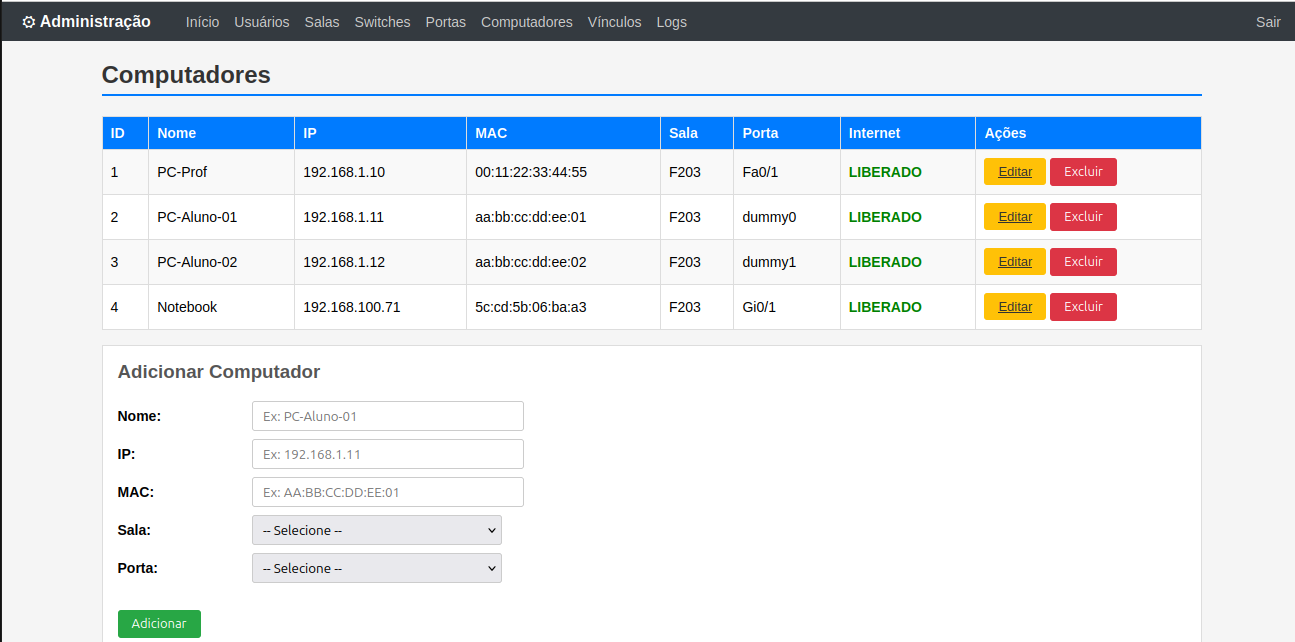 ⚙ Administração Início Usuários Salas Switches Portas Computadores Vínculos Logs Sair
Computadores
ID Nome IP MAC Sala Porta Internet Ações
1 PC-Prof 192.168.1.10 00:11:22:33:44:55 F203 Fa0/1 LIBERADO Editar Excluir
2 PC-Aluno-01 192.168.1.11 aa:bb:cc:dd:ee:01 F203 dummy0 LIBERADO Editar Excluir
3 PC-Aluno-02 192.168.1.12 aa:bb:cc:dd:ee:02 F203 dummy1 LIBERADO Editar Excluir
4 Notebook 192.168.100.71 5c:cd:5b:06:ba:a3 F203 Gi0/1 LIBERADO Editar Excluir
Adicionar Computador
Nome: Ex: PC-Aluno-01
IP: Ex: 192.168.1.11
MAC: Ex: AA:BB:CC:DD:EE:01
Sala: -- Selecione --
Porta: -- Selecione --
Adicionar